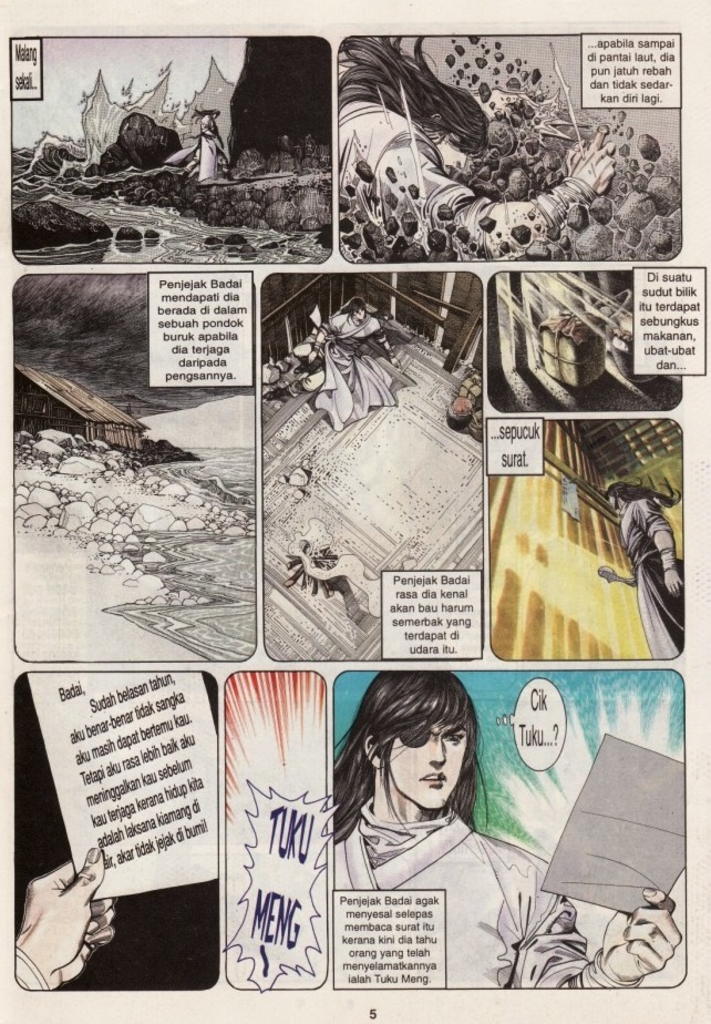 Malang
sekali...
...apabila sampai
di pantai laut, dia
pun jatuh rebah
dan tidak sedar-
kan diri lagi.
Penjejak Badai
mendapati dia
berada di dalam
sebuah pondok
buruk apabila
dia terjaga
daripada
pengsannya.
Di suatu
sudut bilik
itu terdapat
sebungkus
makanan,
ubat-ubat
dan...
...sepucuk
surat.
Penjejak Badai
rasa dia kenal
akan bau harum
semerbak yang
terdapat di
udara itu.
Badai,
Sudah belasan tahun,
aku benar-benar tidak sangka
aku masih dapat bertemu kau.
Tetapi aku rasa lebih baik aku
meninggalkan kau sebelum
kau terjaga kerana hidup kita
adalah laksana kiamang di
air, akar tidak jejak di bumi!
TUKU
MENG
Cik
Tuku...?
Penjejak Badai agak
menyesal selepas
membaca surat itu
kerana kini dia tahu
orang yang telah
menyelamatkannya
ialah Tuku Meng.
5